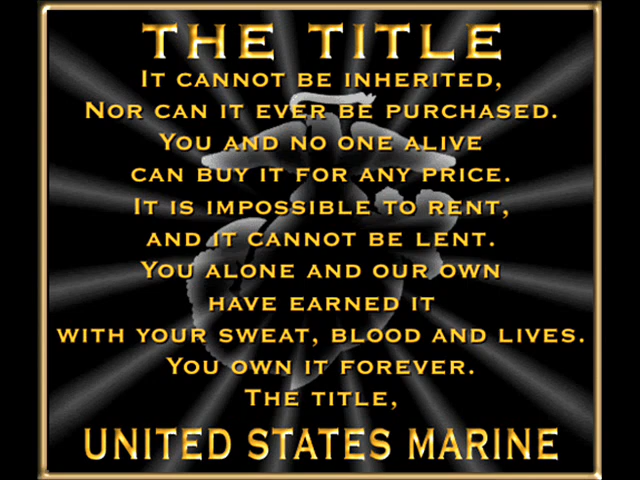 THE TITLE
IT CANNOT BE INHERITED,
NOR CAN IT EVER BE PURCHASED.
YOU AND NO ONE ALIVE
CAN BUY IT FOR ANY PRICE.
IT IS IMPOSSIBLE TO RENT,
AND IT CANNOT BE LENT.
YOU ALONE AND OUR OWN
HAVE EARNED IT
WITH YOUR SWEAT, BLOOD AND LIVES.
YOU OWN IT FOREVER.
THE TITLE,
UNITED STATES MARINE